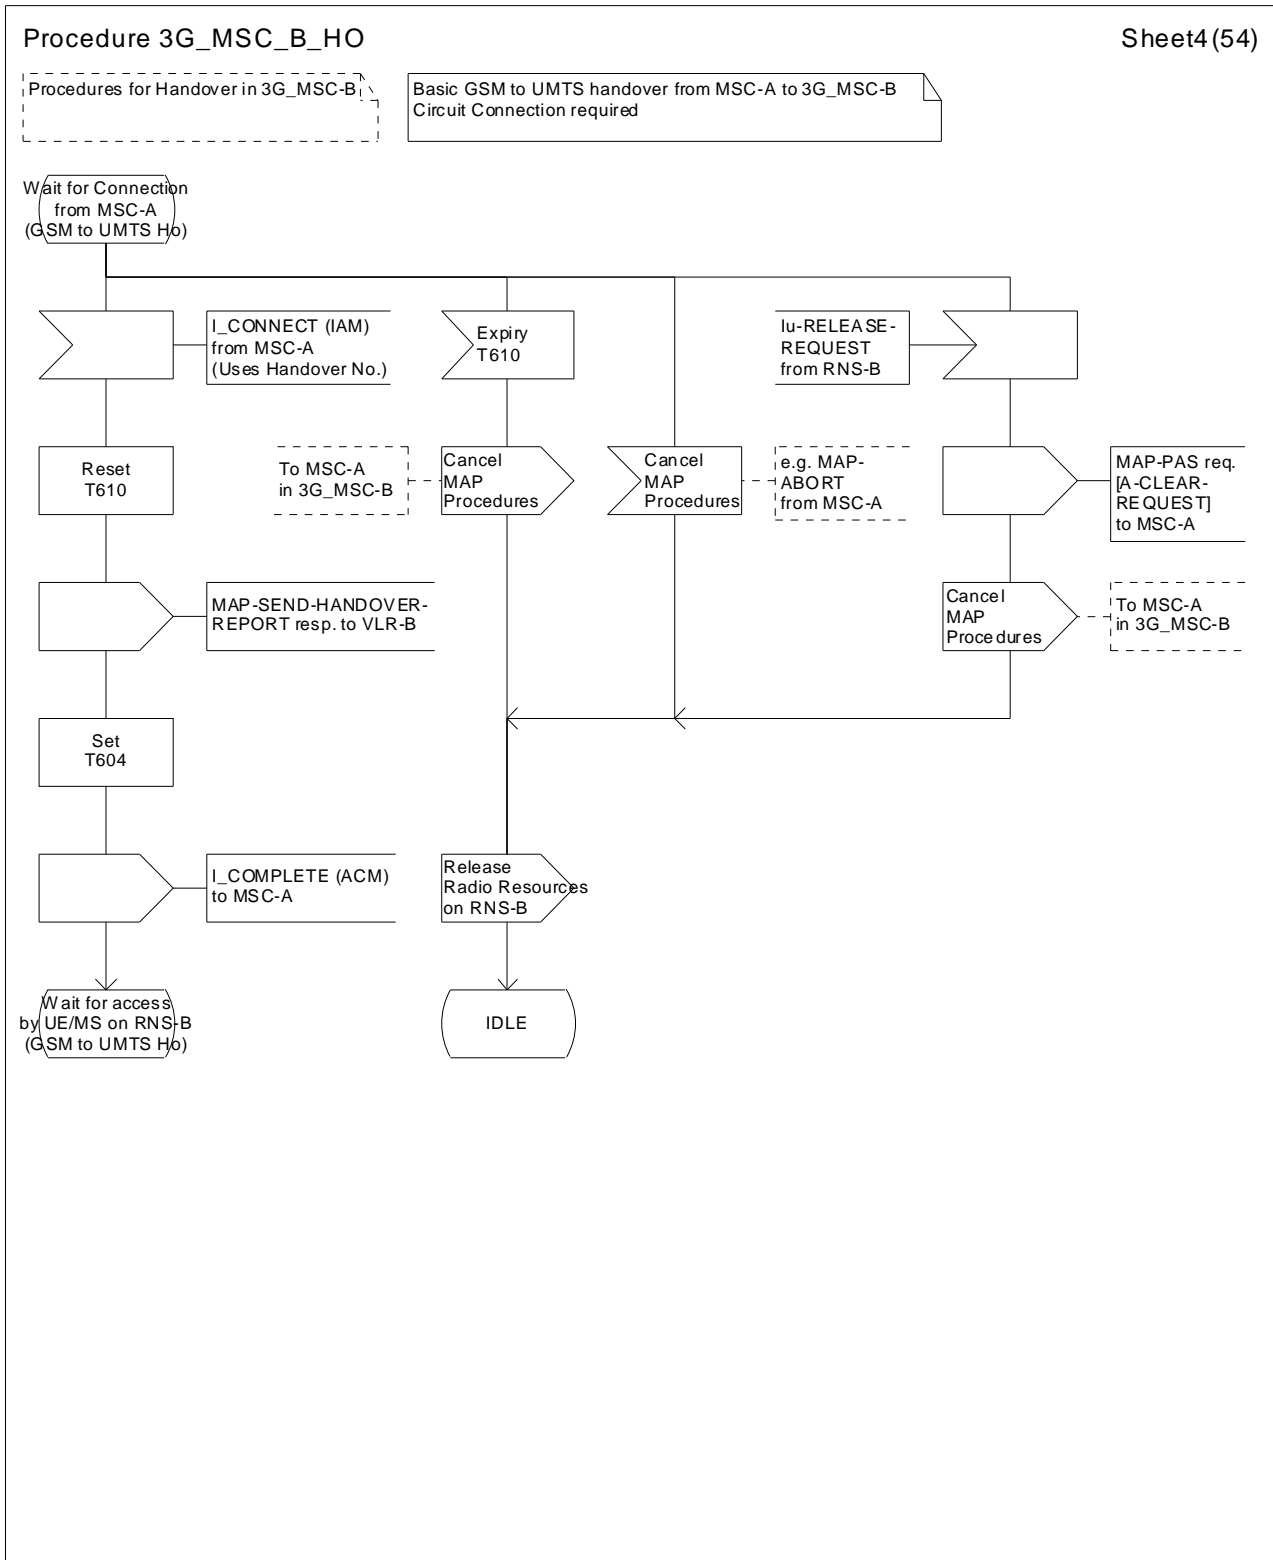 Procedure 3G_MSC_B_HO
Sheet4(54)
Procedures for Handover in 3G_MSC-B
Basic GSM to UMTS handover from MSC-A to 3G_MSC-B
Circuit Connection required
Wait for Connection
from MSC-A
(GSM to UMTS Ho)
I_CONNECT (IAM)
from MSC-A
(Uses Handover No.)
Expiry
T610
Iu-RELEASE-
REQUEST
from RNS-B
Reset
T610
To MSC-A
in 3G_MSC-B
Cancel
MAP
Procedures
Cancel
MAP
Procedures
e.g. MAP-
ABORT
from MSC-A
MAP-PAS req.
[A-CLEAR-
REQUEST]
to MSC-A
MAP-SEND-HANDOVER-
REPORT resp. to VLR-B
Cancel
MAP
Procedures
To MSC-A
in 3G_MSC-B
Set
T604
I_COMPLETE (ACM)
to MSC-A
Release
Radio Resources
on RNS-B
Wait for access
by UE/MS on RNS-B
(GSM to UMTS Ho)
IDLE